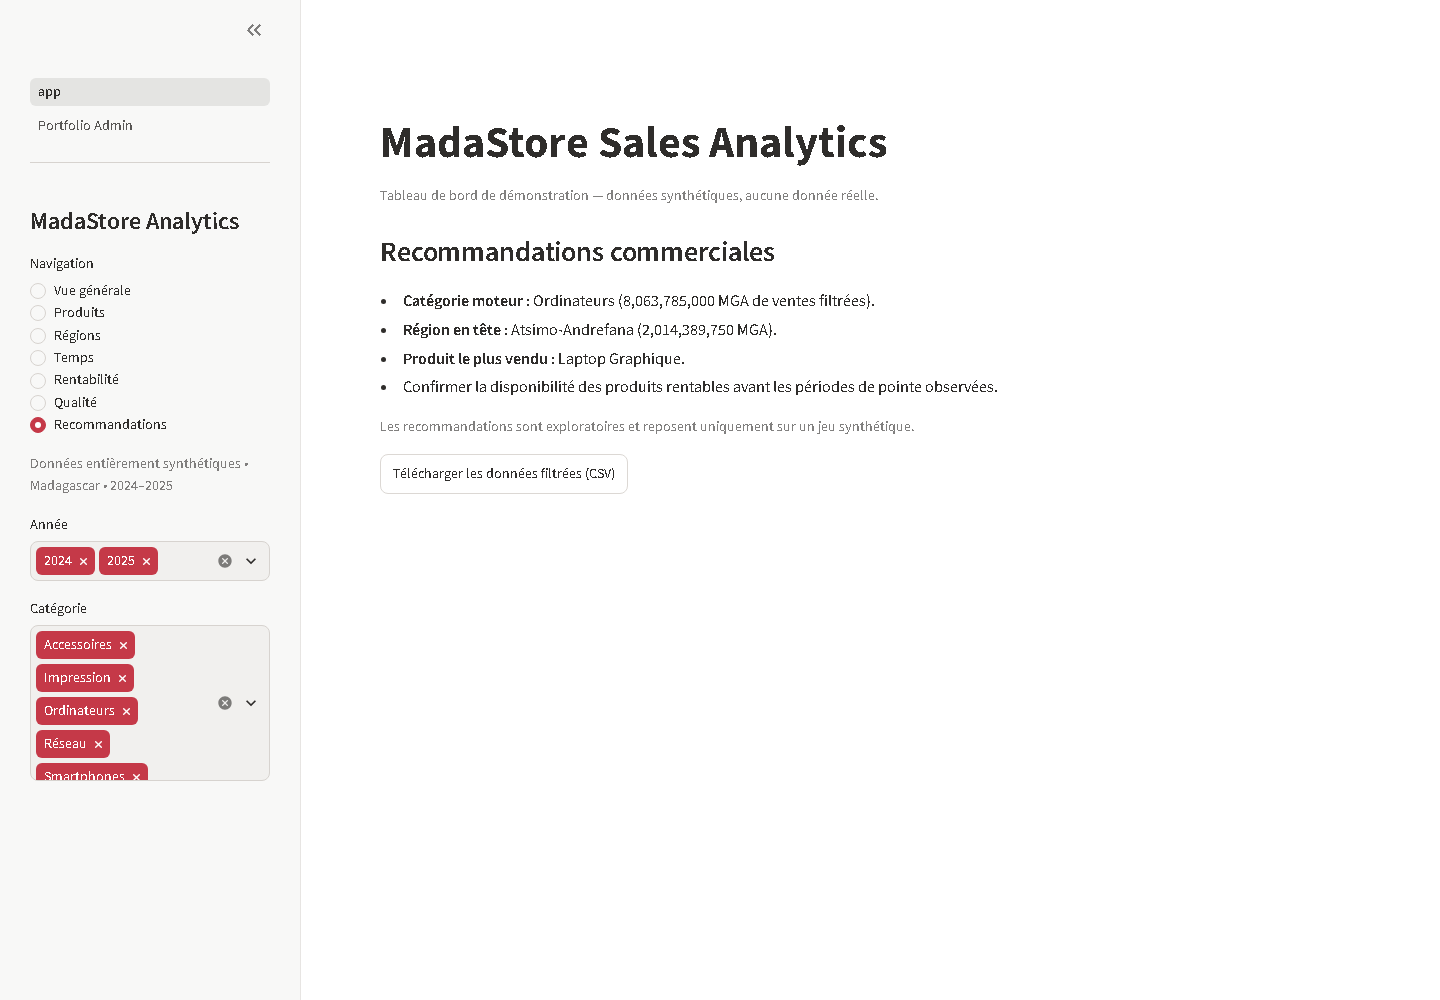 app
Portfolio Admin
MadaStore Analytics
Navigation
Vue générale
Produits
Régions
Temps
Rentabilité
Qualité
Recommandations
Données entièrement synthétiques •
Madagascar • 2024–2025
Année
2024
2025
Catégorie
Accessoires
Impression
Ordinateurs
Réseau
Smartphones
MadaStore Sales Analytics
Tableau de bord de démonstration — données synthétiques, aucune donnée réelle.
Recommandations commerciales
• Catégorie moteur : Ordinateurs (8,063,785,000 MGA de ventes filtrées).
• Région en tête : Atsimo-Andrefana (2,014,389,750 MGA).
• Produit le plus vendu : Laptop Graphique.
• Confirmer la disponibilité des produits rentables avant les périodes de pointe observées.
Les recommandations sont exploratoires et reposent uniquement sur un jeu synthétique.
Télécharger les données filtrées (CSV)